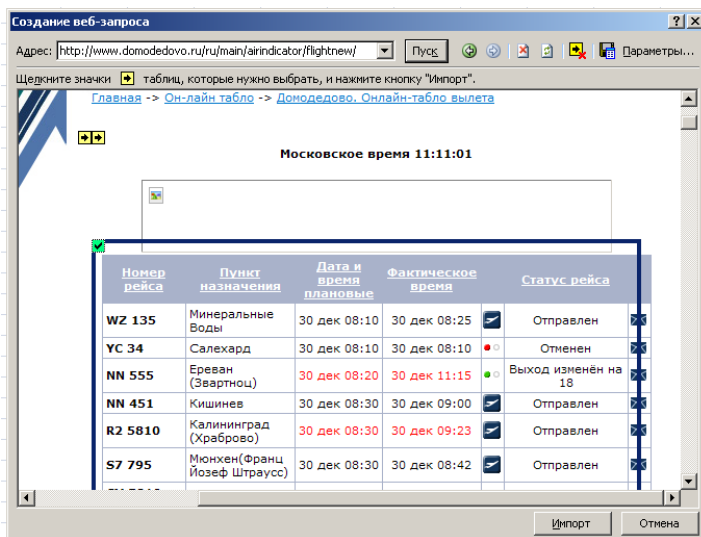 Создание веб-запроса
Адрес: http://www.domodedovo.ru/ru/main/airindicator/flightnew/ Пуск Параметры...
Щелкните значки таблиц, которые нужно выбрать, и нажмите кнопку "Импорт".
Главная -> Он-лайн табло -> Домодедово. Онлайн-табло вылета
Московское время 11:11:01
Номер рейса Пункт назначения Дата и время плановые Фактическое время Статус рейса
WZ 135 Минеральные Воды 30 дек 08:10 30 дек 08:25 Отправлен
YC 34 Салехард 30 дек 08:10 30 дек 08:10 Отменен
NN 555 Ереван (Звартноц) 30 дек 08:20 30 дек 11:15 Выход изменён на 18
NN 451 Кишинев 30 дек 08:30 30 дек 09:00 Отправлен
R2 5810 Калининград (Храброво) 30 дек 08:30 30 дек 09:23 Отправлен
S7 795 Мюнхен(Франц Йозеф Штраусс) 30 дек 08:30 30 дек 08:42 Отправлен
Импорт Отмена